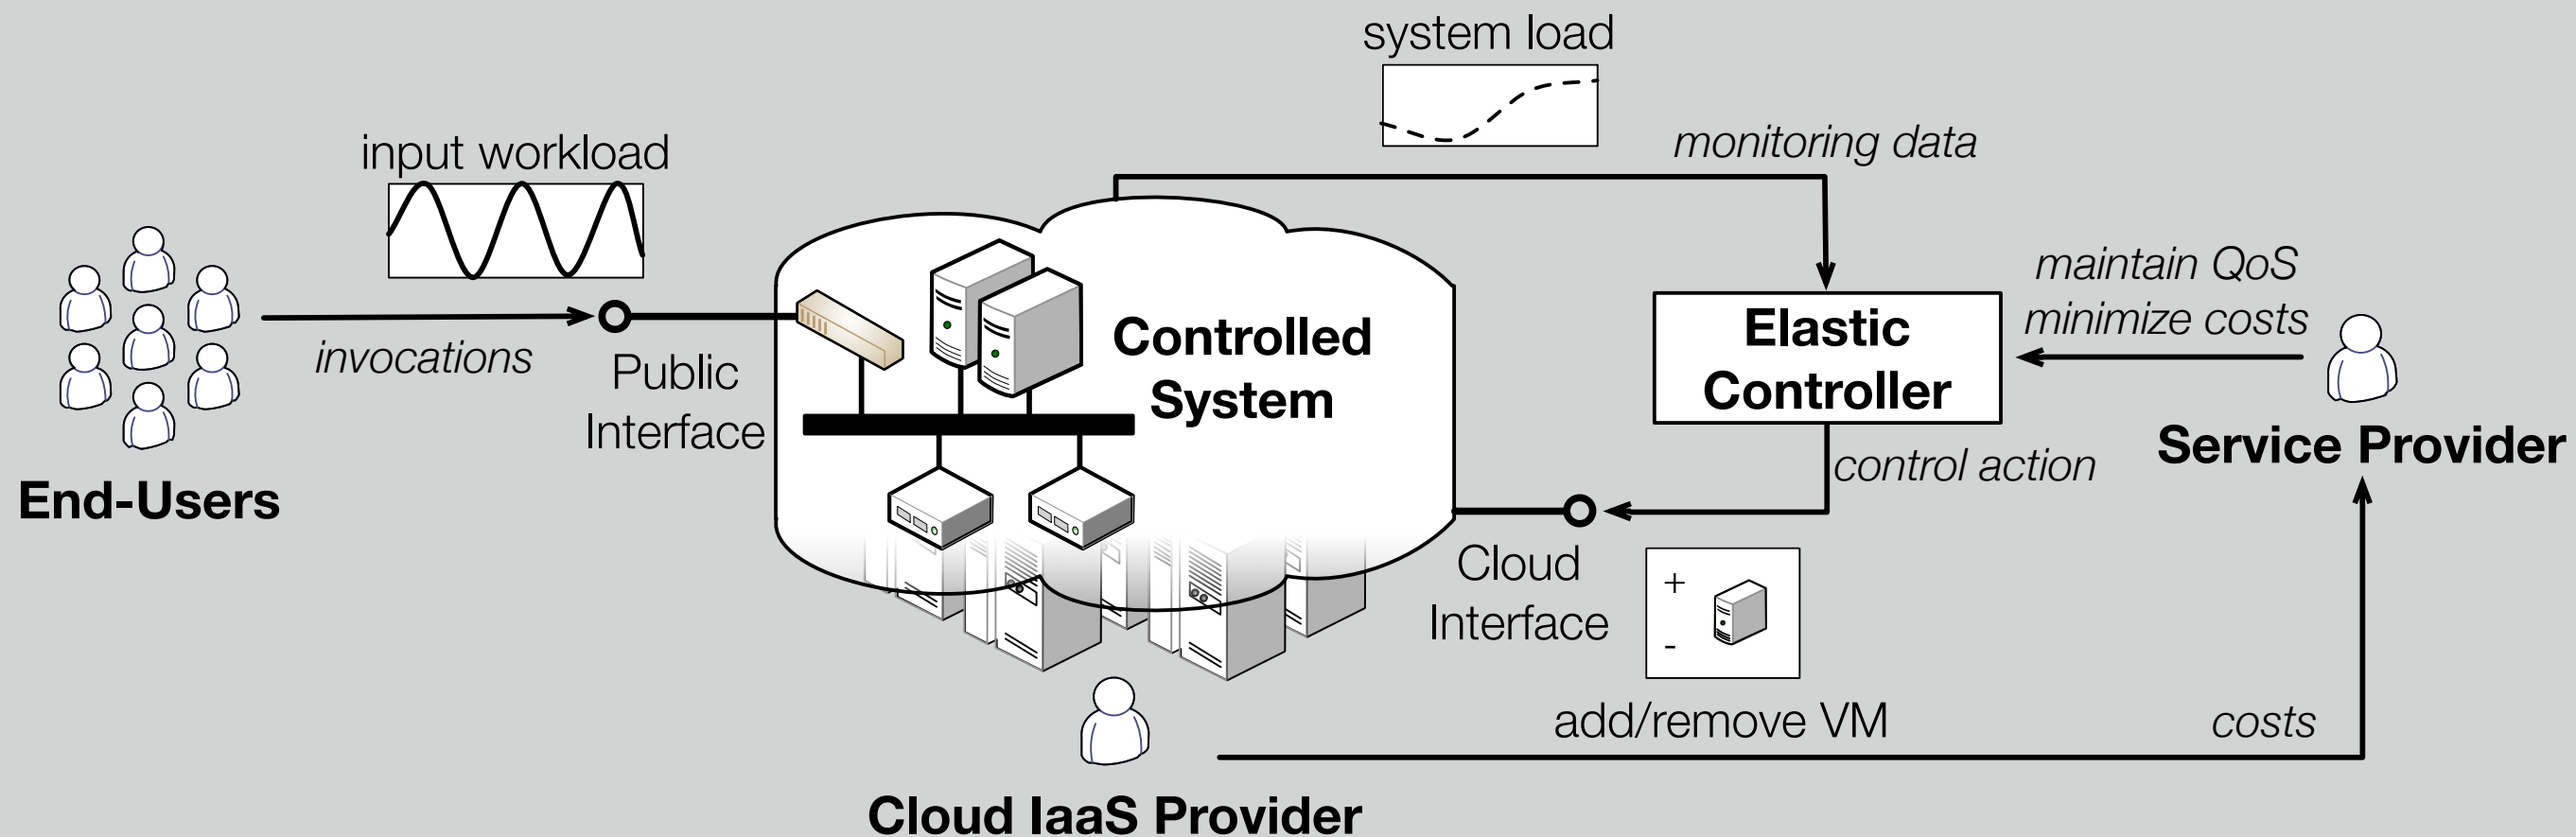 system load
monitoring data
input workload
invocations
Public
Interface
End-Users
Controlled
System
Elastic
Controller
maintain QoS
minimize costs
Service Provider
control action
Cloud
Interface
+
-
add/remove VM
costs
Cloud IaaS Provider